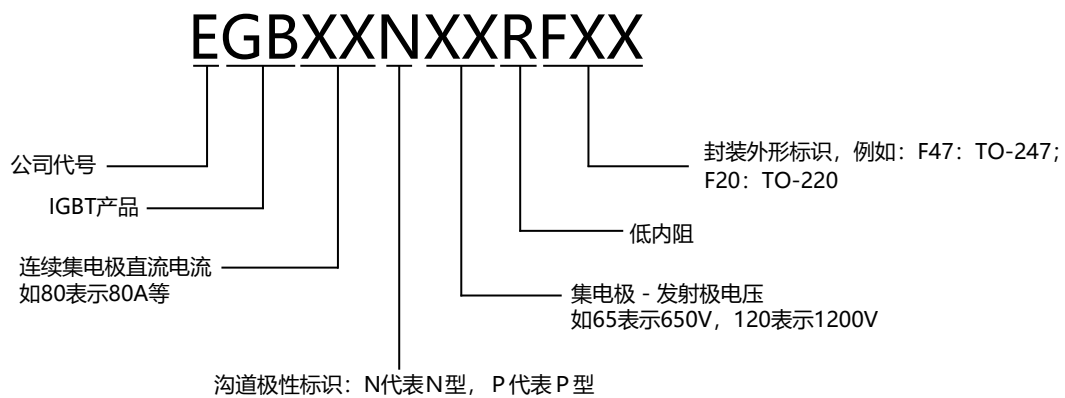 EGBXXNXXRFXX
公司代号
封装外形标识，例如：F47：TO-247；
F20：TO-220
IGBT产品
低内阻
连续集电极直流电流
如80表示80A等
集电极 - 发射极电压
如65表示650V，120表示1200V
沟道极性标识：N代表N型，P代表P型